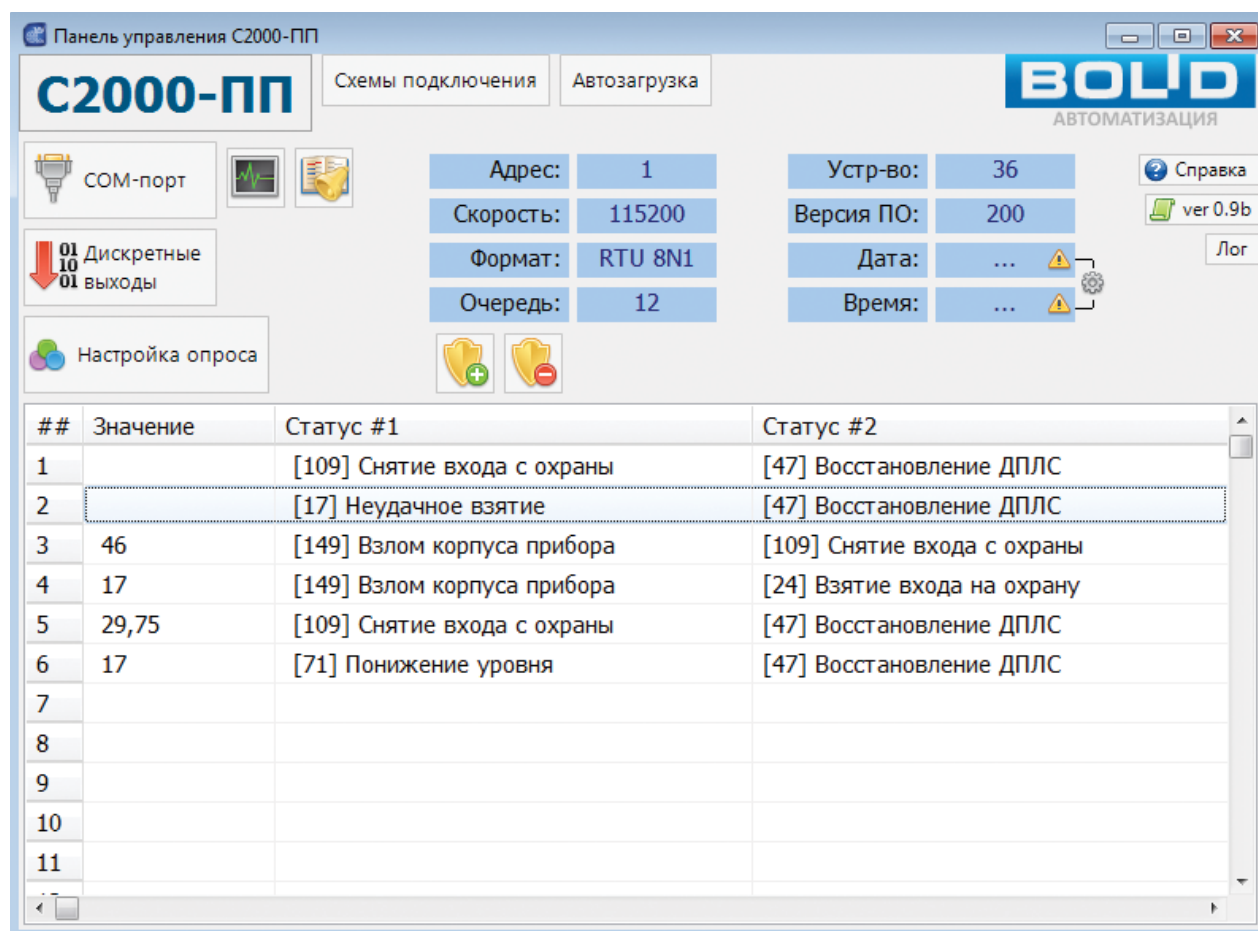 Панель управления С2000-ПП
С2000-ПП
Схемы подключения
Автозагрузка
BOLID
АВТОМАТИЗАЦИЯ
COM-порт
Адрес: 1
Устр-во: 36
Справка
Скорость: 115200
Версия ПО: 200
ver 0.9b
01 Дискретные
10
01 выходы
Формат: RTU 8N1
Дата: ...
Лог
Очередь: 12
Время: ...
Настройка опроса
## Значение Статус #1 Статус #2
1 [109] Снятие входа с охраны [47] Восстановление ДПЛС
2 [17] Неудачное взятие [47] Восстановление ДПЛС
3 46 [149] Взлом корпуса прибора [109] Снятие входа с охраны
4 17 [149] Взлом корпуса прибора [24] Взятие входа на охрану
5 29,75 [109] Снятие входа с охраны [47] Восстановление ДПЛС
6 17 [71] Понижение уровня [47] Восстановление ДПЛС
7
8
9
10
11